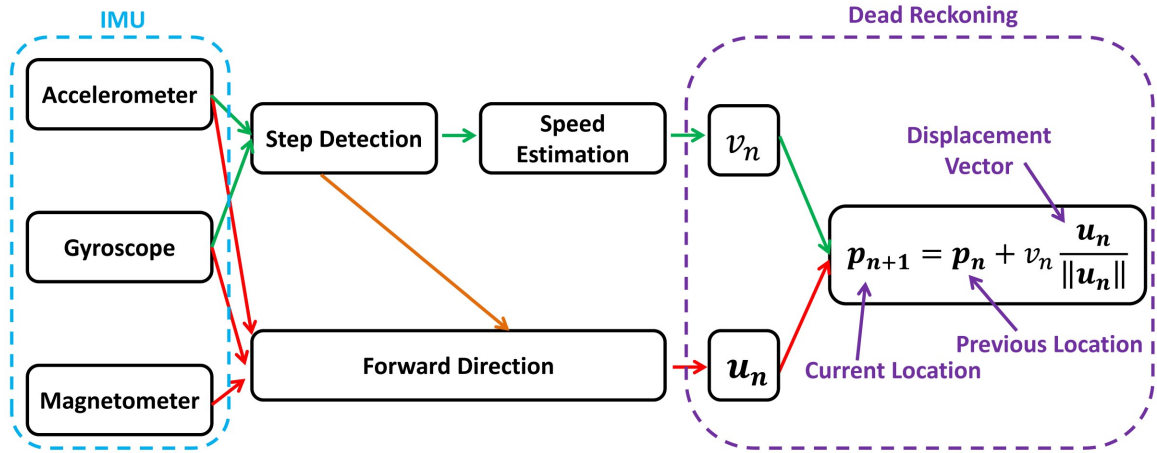 IMU
Dead Reckoning
Accelerometer
Step Detection
Speed
Estimation
v_n
Displacement
Vector
Gyroscope
p_{n+1} = p_n + v_n \frac{u_n}{\|u_n\|}
Previous Location
Current Location
Forward Direction
u_n
Magnetometer